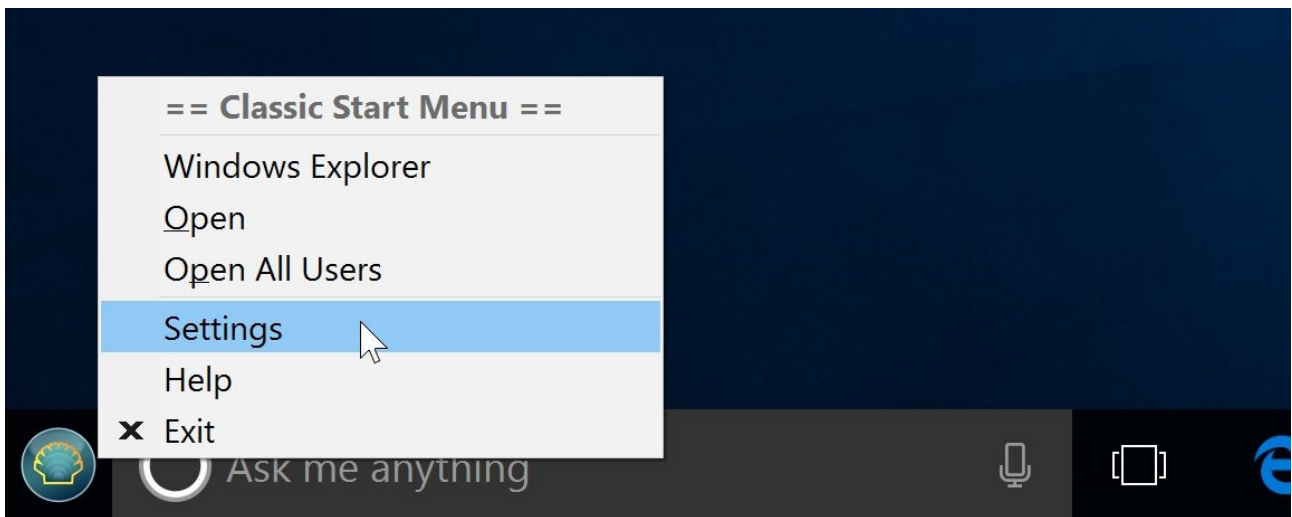 == Classic Start Menu ==
Windows Explorer
Open
Open All Users
Settings
Help
Exit
Ask me anything